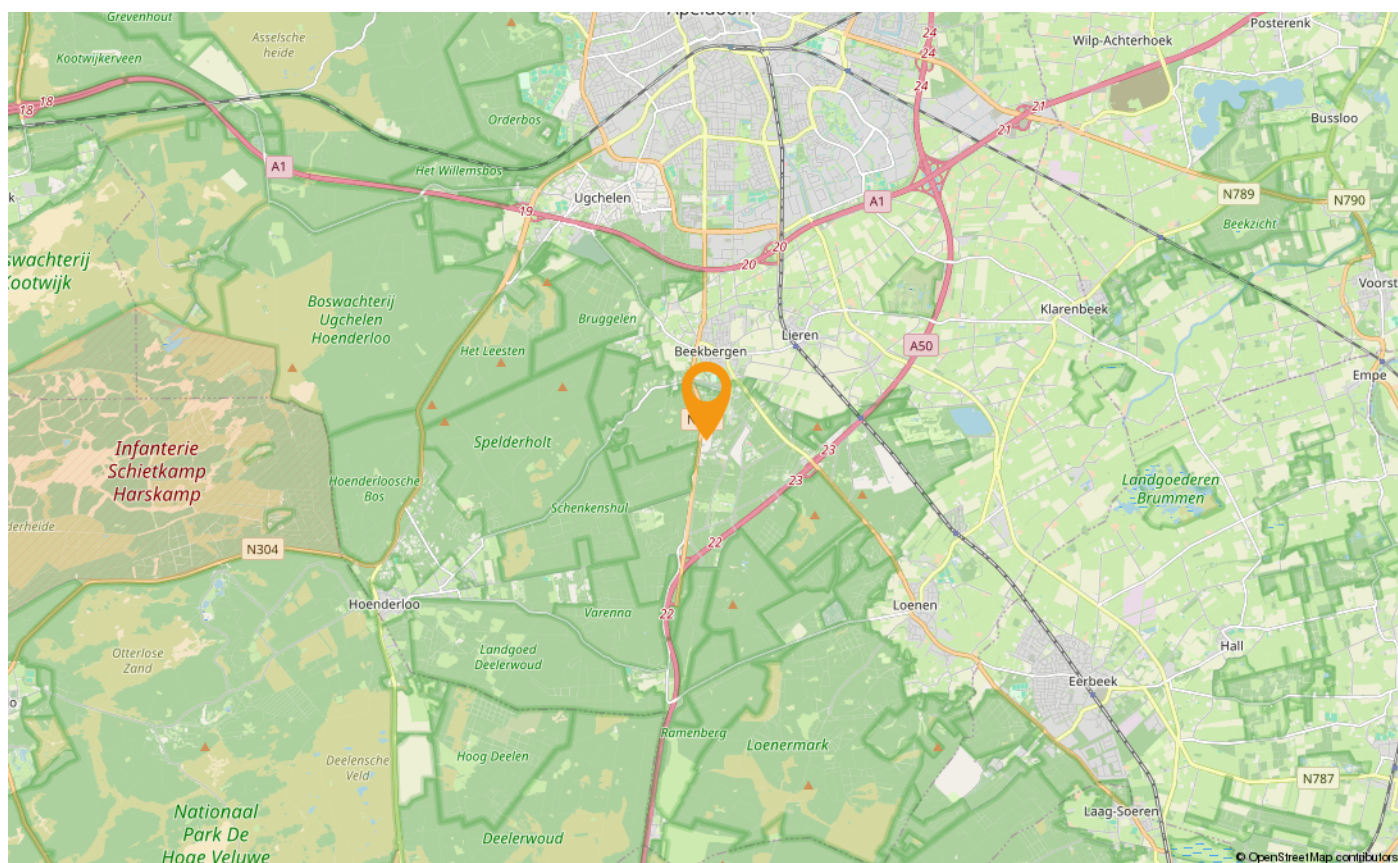 Grevenhout
Apeldoorn
Posterenk
Asselsche
heide
Kootwijkerveen
Wilp-Achterhoek
24
24
24
18
18
21
21
Bussloo
Orderbos
A1
Het Willemsbos
k
Ugchelen
19
A1
N789
N790
Beekzicht
swachterij
Kootwijk
20
20
Voorst
Boswachterij
Ugchelen
Hoenderloo
Bruggelen
Klarenbeek
Lieren
Het Leesten
Beekbergen
A50
Empe
N
Infanterie
Schietkamp
Harskamp
Spelderholt
23
23
Hoenderloosche
Bos
Landgoederen
Brummen
Schenkenshul
derheide
N304
22
Hoenderloo
22
Varenna
Loenen
Otterlose
Zand
Landgoed
Deelerwoud
Hall
Eerbeek
o
Ramenberg
Loenermark
Hoog Deelen
Deelensche
Veld
N787
Nationaal
Park De
Hoge Veluwe
Deelerwoud
Laag-Soeren
© OpenStreetMap contributors